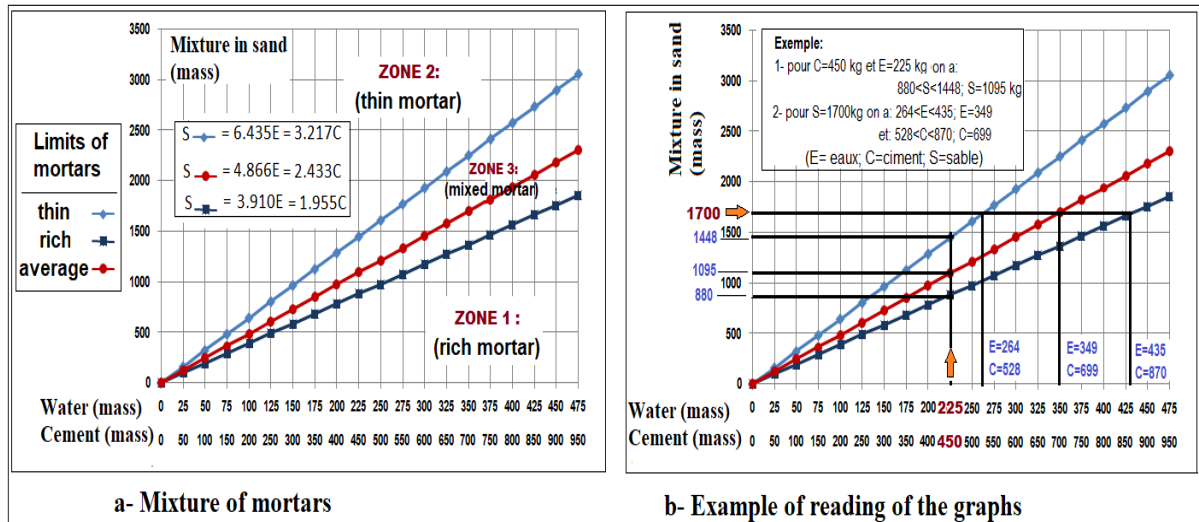 Mixture in sand
(mass)
3500
3000
2500
2000
1500
1000
500
0
ZONE 2:
(thin mortar)
Limits of
mortars
thin
rich
average
S = 6.435E = 3.217C
S = 4.866E = 2.433C
S = 3.910E = 1.955C
ZONE 3:
(mixed mortar)
ZONE 1 :
(rich mortar)
0 25 50 75 100 125 150 175 200 225 250 275 300 325 350 375 400 425 450 475
Water (mass)
Cement (mass)
0 50 100 150 200 250 300 350 400 450 500 550 600 650 700 750 800 850 900 950
a- Mixture of mortars
Mixture in sand
(mass)
3500
3000
2500
2000
1700
1500
1448
1095
1000
880
500
0
Exemple:
1- pour C=450 kg et E=225 kg on a:
880<S<1448; S=1095 kg
2- pour S=1700kg on a: 264<E<435; E=349
et: 528<C<870; C=699
(E= eaux; C=ciment; S=sable)
E=264
C=528
E=349
C=699
E=435
C=870
0 25 50 75 100 125 150 175 200 225 250 275 300 325 350 375 400 425 450 475
Water (mass)
Cement (mass)
0 50 100 150 200 250 300 350 400 450 500 550 600 650 700 750 800 850 900 950
b- Example of reading of the graphs